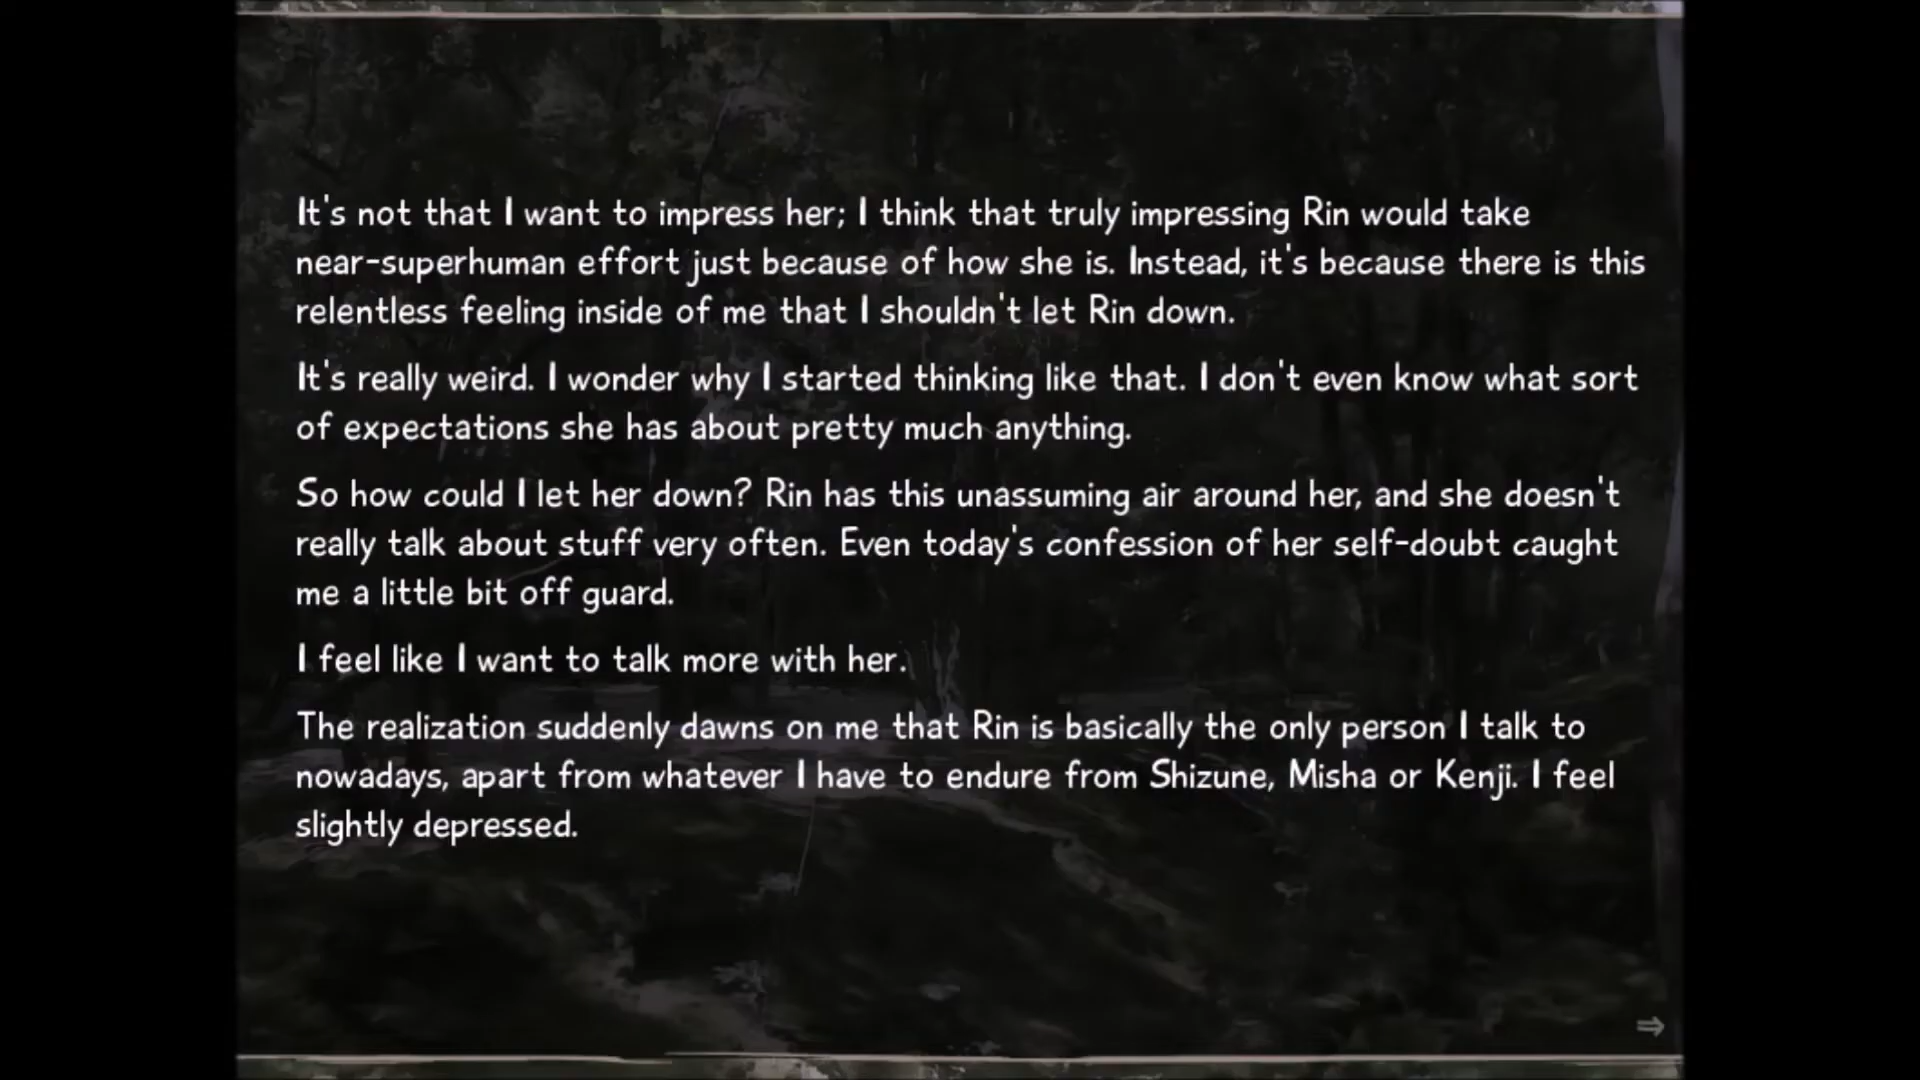 It's not that I want to impress her; I think that truly impressing Rin would take
near-superhuman effort just because of how she is. Instead, it's because there is this
relentless feeling inside of me that I shouldn't let Rin down.
It's really weird. I wonder why I started thinking like that. I don't even know what sort
of expectations she has about pretty much anything.
So how could I let her down? Rin has this unassuming air around her, and she doesn't
really talk about stuff very often. Even today's confession of her self-doubt caught
me a little bit off guard.
I feel like I want to talk more with her.
The realization suddenly dawns on me that Rin is basically the only person I talk to
nowadays, apart from whatever I have to endure from Shizune, Misha or Kenji. I feel
slightly depressed.